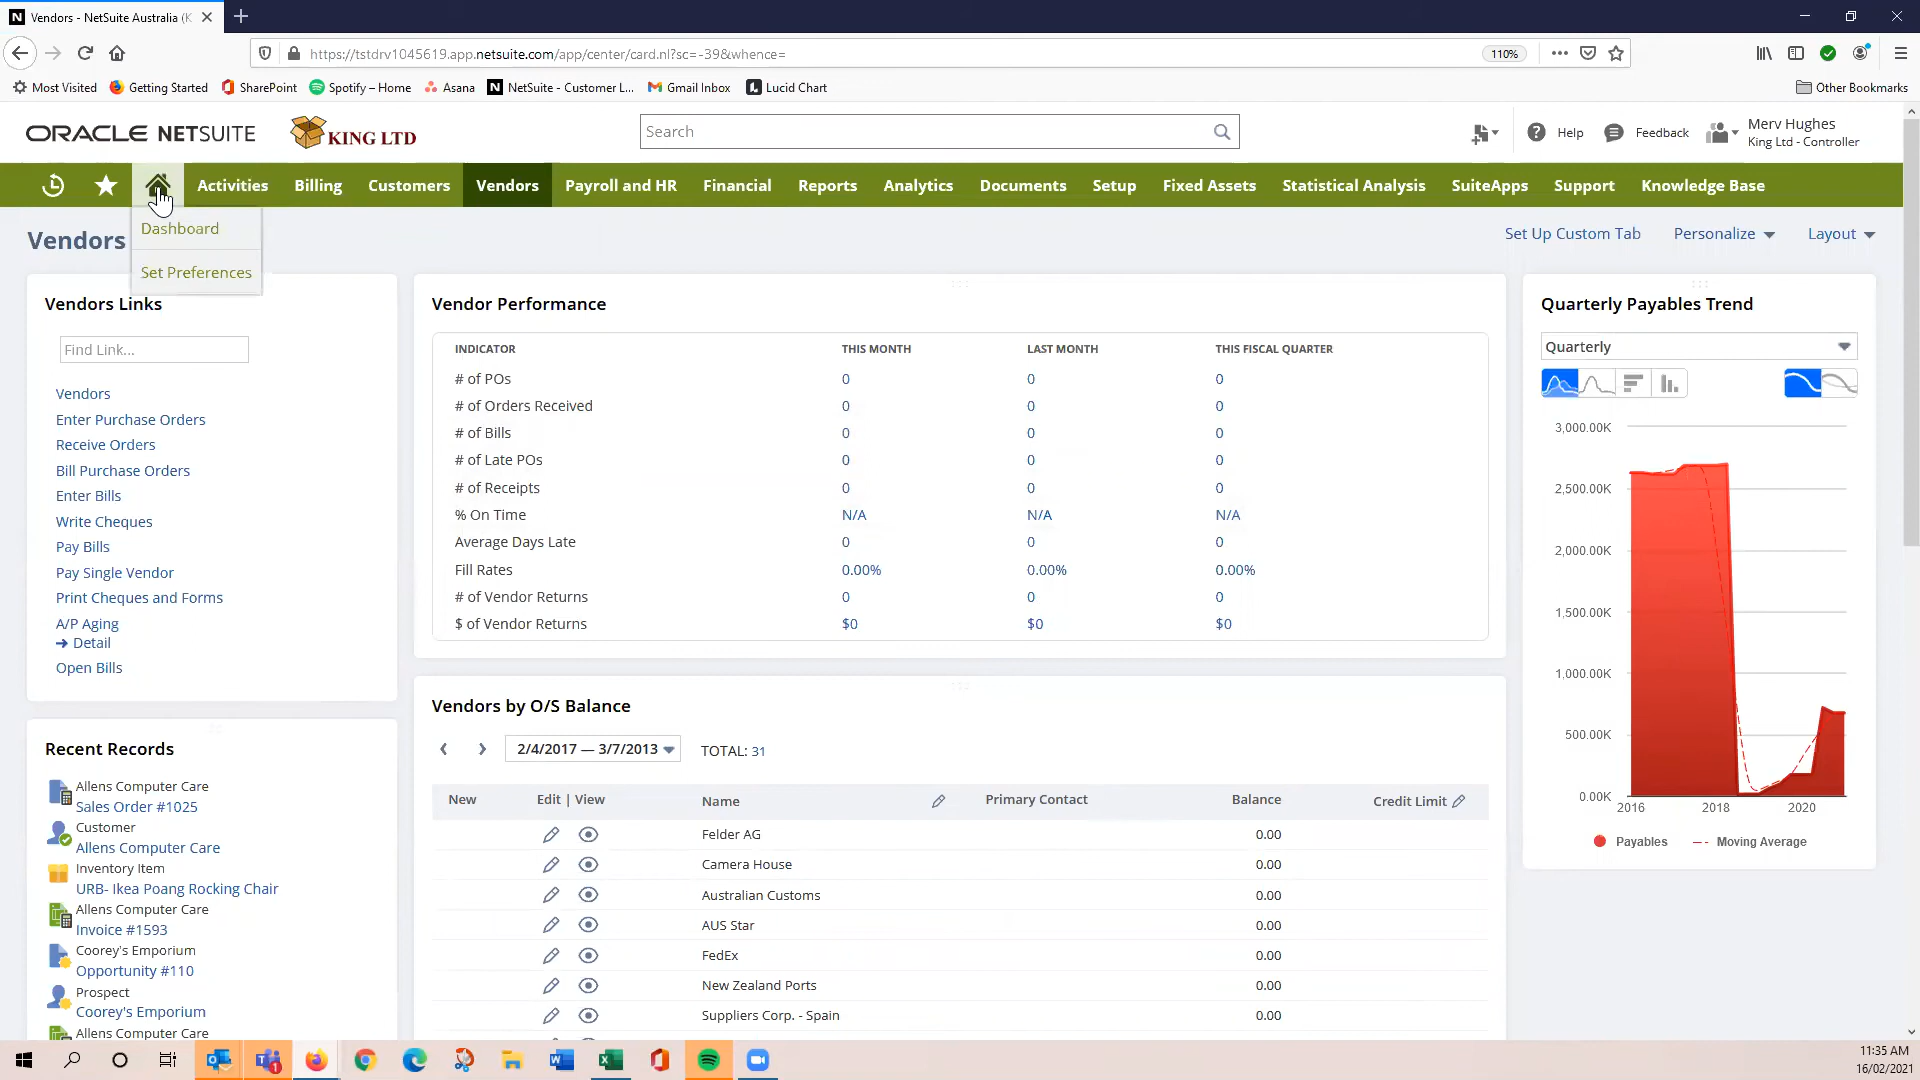 Vendors - NetSuite Australia (K
https://tstdrv1045619.app.netsuite.com/app/center/card.nl?sc=-39&whence=
110%
Most Visited
Getting Started
SharePoint
Spotify – Home
Asana
NetSuite - Customer L...
Gmail Inbox
Lucid Chart
Other Bookmarks
ORACLE NETSUITE
KING LTD
Search
Help
Feedback
Merv Hughes
King Ltd - Controller
Activities
Billing
Customers
Vendors
Payroll and HR
Financial
Reports
Analytics
Documents
Setup
Fixed Assets
Statistical Analysis
SuiteApps
Support
Knowledge Base
Dashboard
Set Preferences
Vendors
Set Up Custom Tab
Personalize
Layout
Vendors Links
Find Link...
Vendors
Enter Purchase Orders
Receive Orders
Bill Purchase Orders
Enter Bills
Write Cheques
Pay Bills
Pay Single Vendor
Print Cheques and Forms
A/P Aging
Detail
Open Bills
Recent Records
Allens Computer Care
Sales Order #1025
Customer
Allens Computer Care
Inventory Item
URB- Ikea Poang Rocking Chair
Allens Computer Care
Invoice #1593
Coorey's Emporium
Opportunity #110
Prospect
Coorey's Emporium
Allens Computer Care
Vendor Performance
INDICATOR THIS MONTH LAST MONTH THIS FISCAL QUARTER
# of POs 0 0 0
# of Orders Received 0 0 0
# of Bills 0 0 0
# of Late POs 0 0 0
# of Receipts 0 0 0
% On Time N/A N/A N/A
Average Days Late 0 0 0
Fill Rates 0.00% 0.00% 0.00%
# of Vendor Returns 0 0 0
$ of Vendor Returns $0 $0 $0
Vendors by O/S Balance
2/4/2017 — 3/7/2013
TOTAL: 31
New Edit | View Name Primary Contact Balance Credit Limit
Felder AG 0.00
Camera House 0.00
Australian Customs 0.00
AUS Star 0.00
FedEx 0.00
New Zealand Ports 0.00
Suppliers Corp. - Spain 0.00
Quarterly Payables Trend
Quarterly
3,000.00K
2,500.00K
2,000.00K
1,500.00K
1,000.00K
500.00K
0.00K
2016 2018 2020
Payables
Moving Average
11:35 AM
16/02/2021